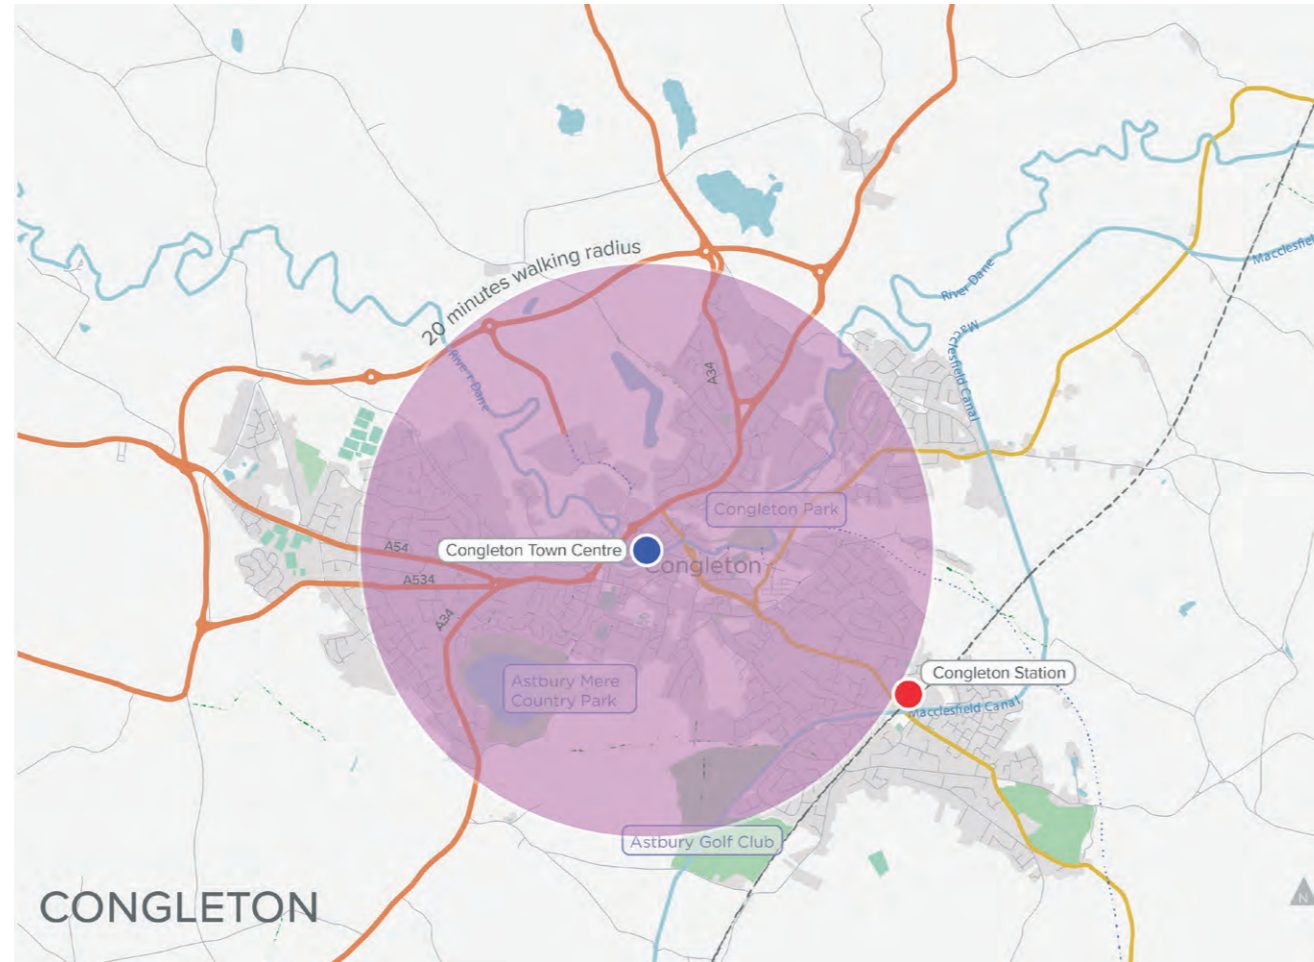 20 minutes walking radius
River Dane
Macclesfield
Macclesfield Canal
River Dane
A34
Congleton Park
A54
Congleton Town Centre
Congleton
A534
A34
Astbury Mere
Country Park
Congleton Station
Macclesfield Canal
Astbury Golf Club
CONGLETON
N